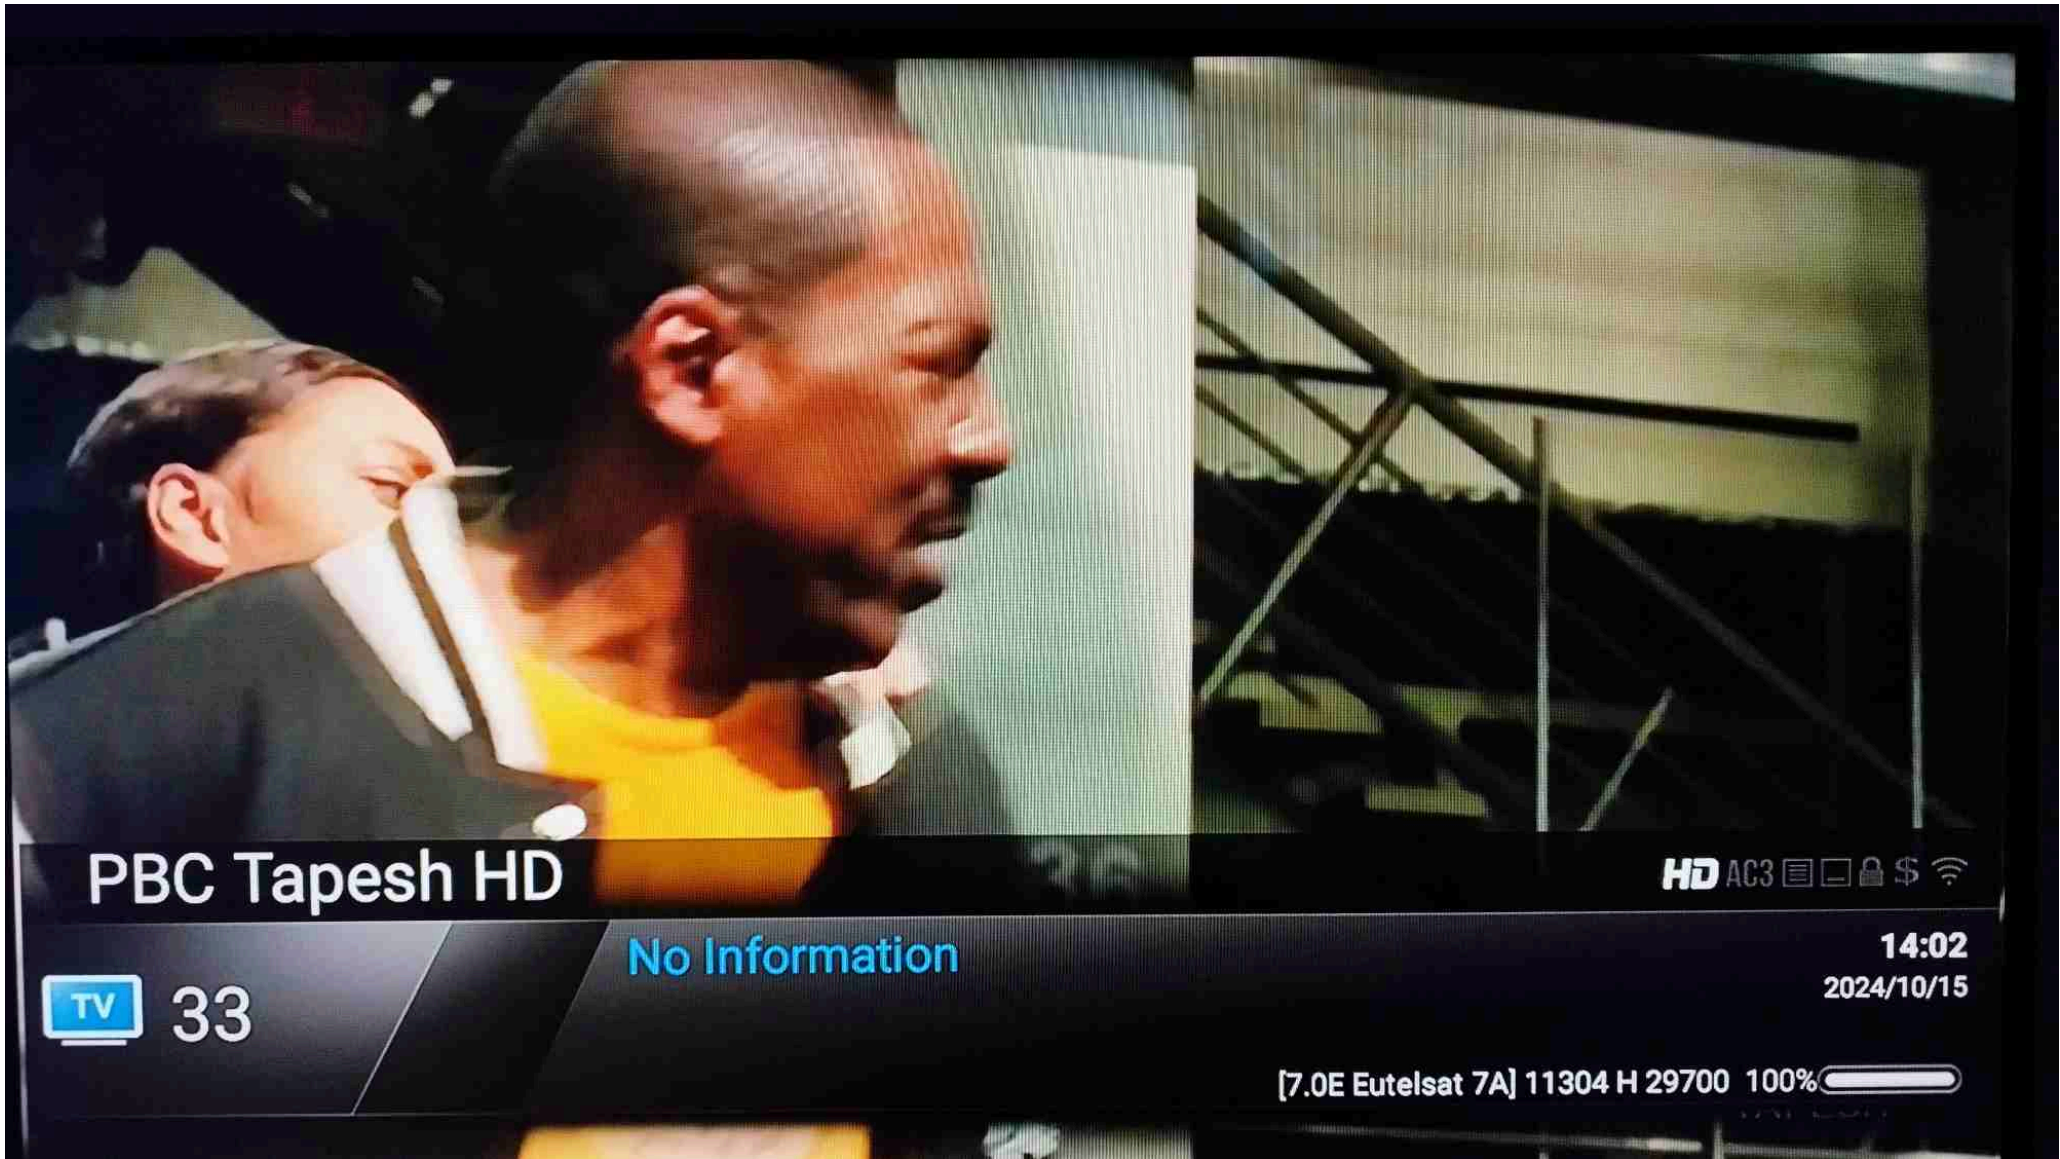 36
PBC Tapesh HD
HD AC3 $
No Information
14:02
TV 33
2024/10/15
[7.0E Eutelsat 7A] 11304 H 29700 100%